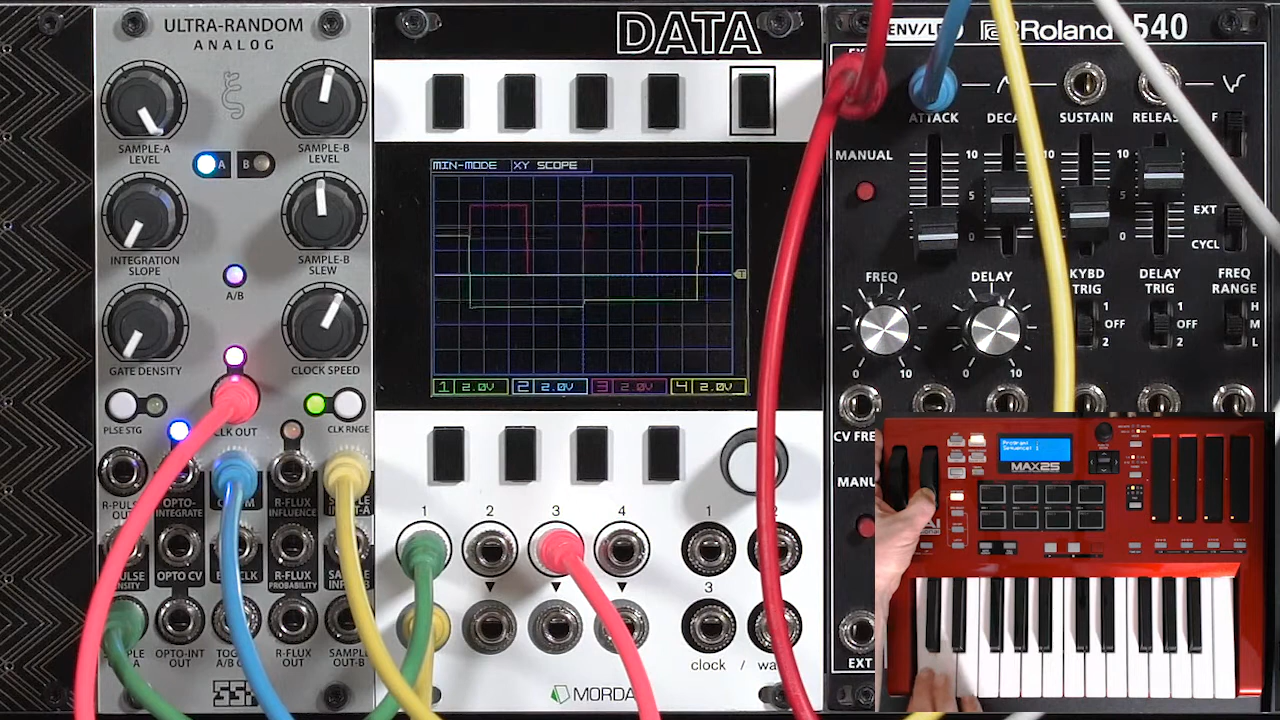 ULTRA-RANDOM
ANALOG
SAMPLE-A
LEVEL
SAMPLE-B
LEVEL
A
B
INTEGRATION
SLOPE
SAMPLE-B
SLEW
A/B
GATE DENSITY
CLOCK SPEED
PLSE STG
CLK OUT
CLK RNGE
OPTO-
INTEGRATE
R-FLUX
INFLUENCE
OPTO CV
R-FLUX
PROBABILITY
OPTO-INT
OUT
R-FLUX
OUT
OUT-B
DATA
MIN-MODE
XY SCOPE
1 2.0V
2 2.0V
3 2.0V
4 2.0V
1
2
3
4
1
3
clock /
Roland
540
ATTACK
SUSTAIN
MANUAL
10
5
0
10
5
0
EXT
CYCL
FREQ
DELAY
KYBD
TRIG
DELAY
TRIG
FREQ
RANGE
1
OFF
2
1
OFF
2
H
M
L
0
10
0
10
EXT
MAX25